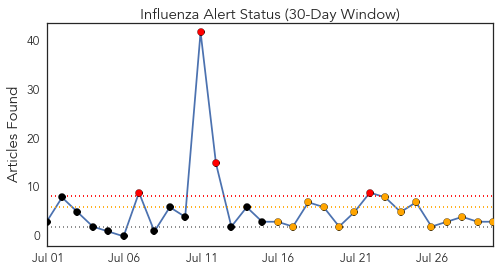 Influenza Alert Status (30-Day Window)
Articles Found
40
30
20
10
0
Jul 01 Jul 06 Jul 11 Jul 16 Jul 21 Jul 26